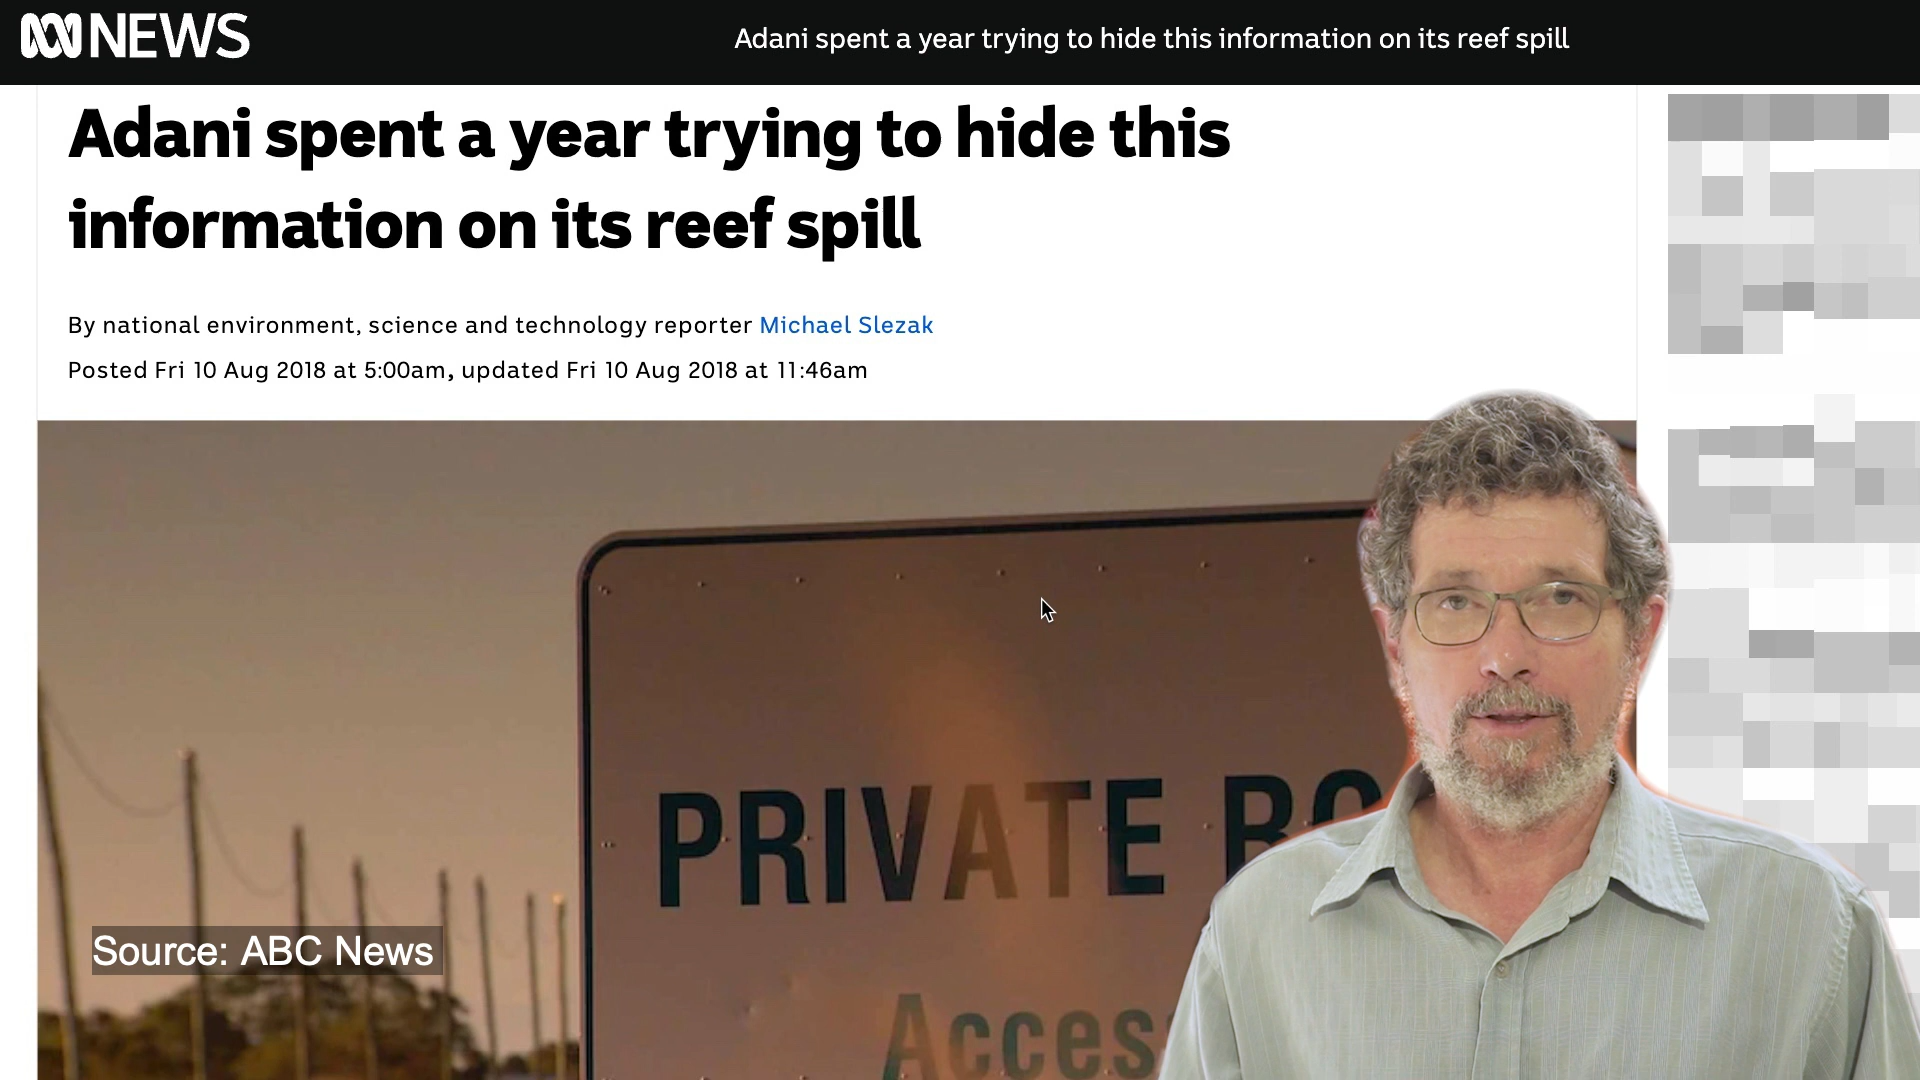 NEWS
Adani spent a year trying to hide this information on its reef spill
Adani spent a year trying to hide this
information on its reef spill
By national environment, science and technology reporter Michael Slezak
Posted Fri 10 Aug 2018 at 5:00am, updated Fri 10 Aug 2018 at 11:46am
PRIVATE
Source: ABC News